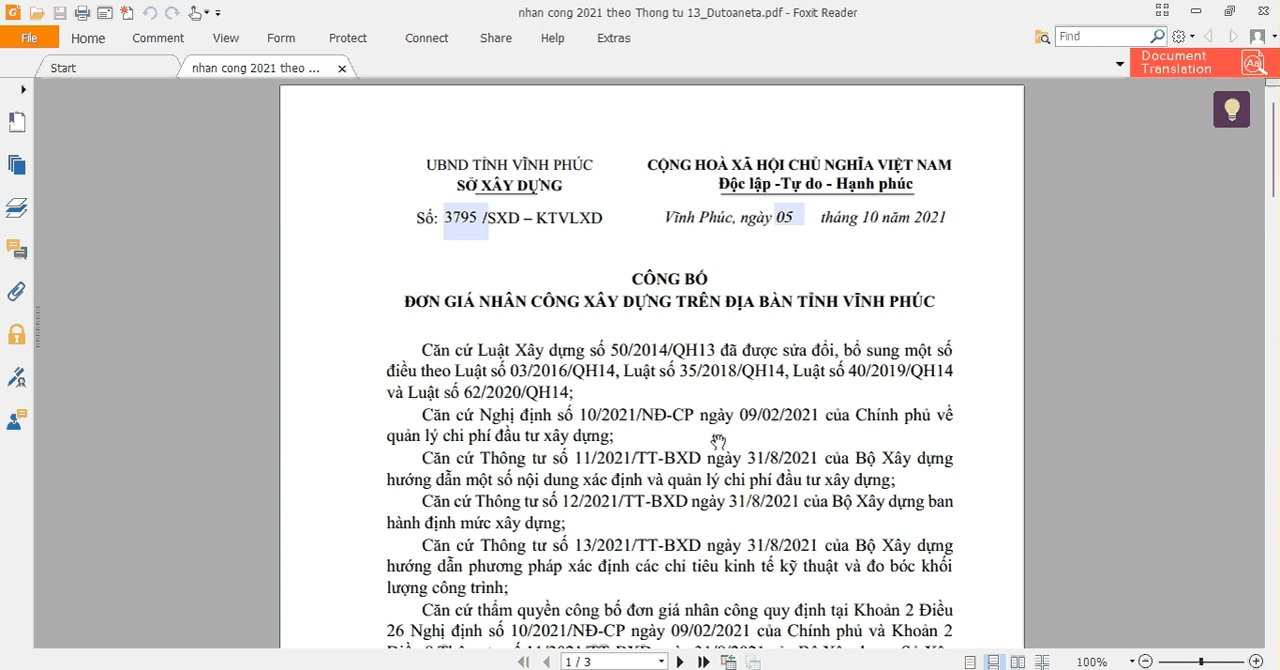 nhan cong 2021 theo Thong tu 13_Dutoaneta.pdf - Foxit Reader
File Home Comment View Form Protect Connect Share Help Extras Find
Start nhan cong 2021 theo ... Document
Translation
UBND TỈNH VĨNH PHÚC
SỞ XÂY DỰNG
Số: 3795 /SXD – KTVLXD
CỘNG HOÀ XÃ HỘI CHỦ NGHĨA VIỆT NAM
Độc lập -Tự do - Hạnh phúc
Vĩnh Phúc, ngày 05 tháng 10 năm 2021
CÔNG BỐ
ĐƠN GIÁ NHÂN CÔNG XÂY DỰNG TRÊN ĐỊA BÀN TỈNH VĨNH PHÚC
Căn cứ Luật Xây dựng số 50/2014/QH13 đã được sửa đổi, bổ sung một số
điều theo Luật số 03/2016/QH14, Luật số 35/2018/QH14, Luật số 40/2019/QH14
và Luật số 62/2020/QH14;
Căn cứ Nghị định số 10/2021/NĐ-CP ngày 09/02/2021 của Chính phủ về
quản lý chi phí đầu tư xây dựng;
Căn cứ Thông tư số 11/2021/TT-BXD ngày 31/8/2021 của Bộ Xây dựng
hướng dẫn một số nội dung xác định và quản lý chi phí đầu tư xây dựng;
Căn cứ Thông tư số 12/2021/TT-BXD ngày 31/8/2021 của Bộ Xây dựng ban
hành định mức xây dựng;
Căn cứ Thông tư số 13/2021/TT-BXD ngày 31/8/2021 của Bộ Xây dựng
hướng dẫn phương pháp xác định các chỉ tiêu kinh tế kỹ thuật và đo bóc khối
lượng công trình;
Căn cứ thẩm quyền công bố đơn giá nhân công quy định tại Khoản 2 Điều
26 Nghị định số 10/2021/NĐ-CP ngày 09/02/2021 của Chính phủ và Khoản 2
1 / 3 100%